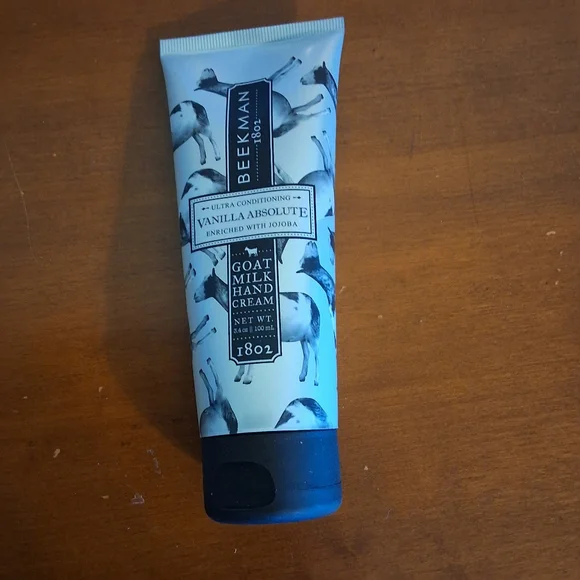 BEEKMAN
1802
ULTRA CONDITIONING
VANILLA ABSOLUTE
ENRICHED WITH JOJOBA
GOAT
MILK
HAND
CREAM
NET WT.
3.4 oz || 100 mL
1802